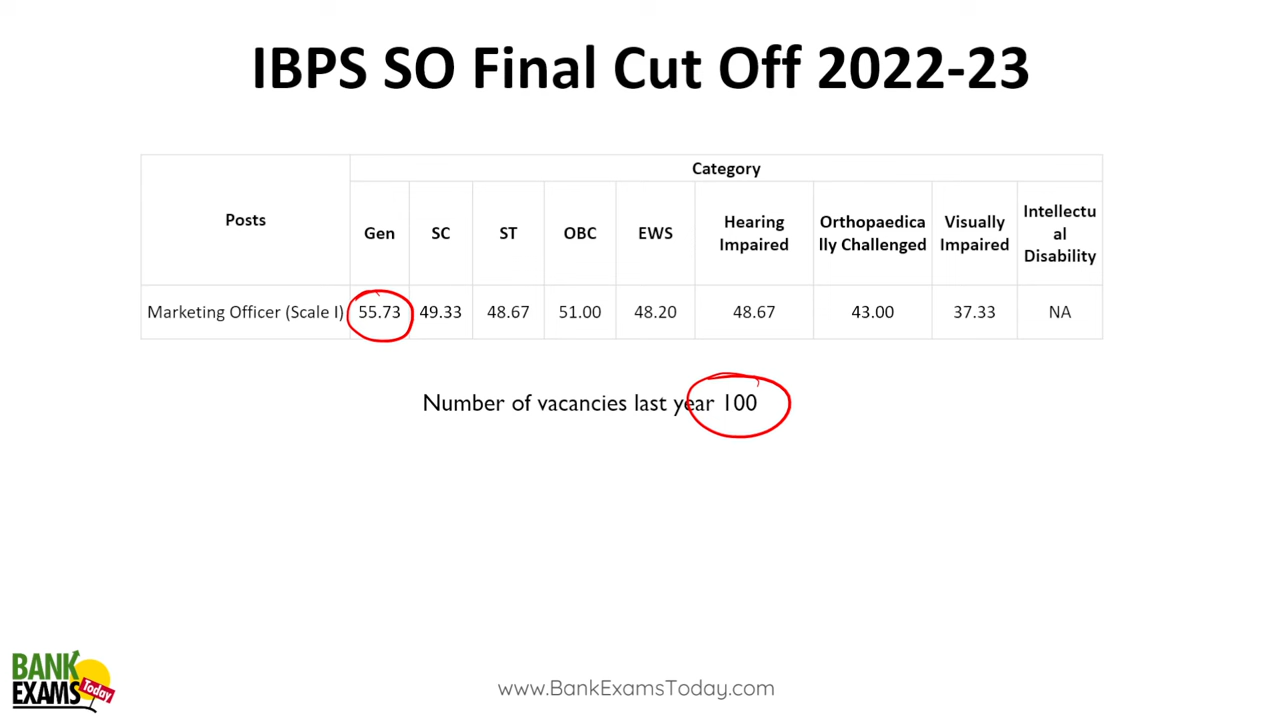 IBPS SO Final Cut Off 2022-23
Category
Posts
Gen
SC
ST
OBC
EWS
Hearing
Impaired
Orthopaedica
lly Challenged
Visually
Impaired
Intellectu
al
Disability
Marketing Officer (Scale I) 55.73 49.33 48.67 51.00 48.20 48.67 43.00 37.33 NA
Number of vacancies last year 100
BANK
EXAMS
Today
www.BankExamsToday.com